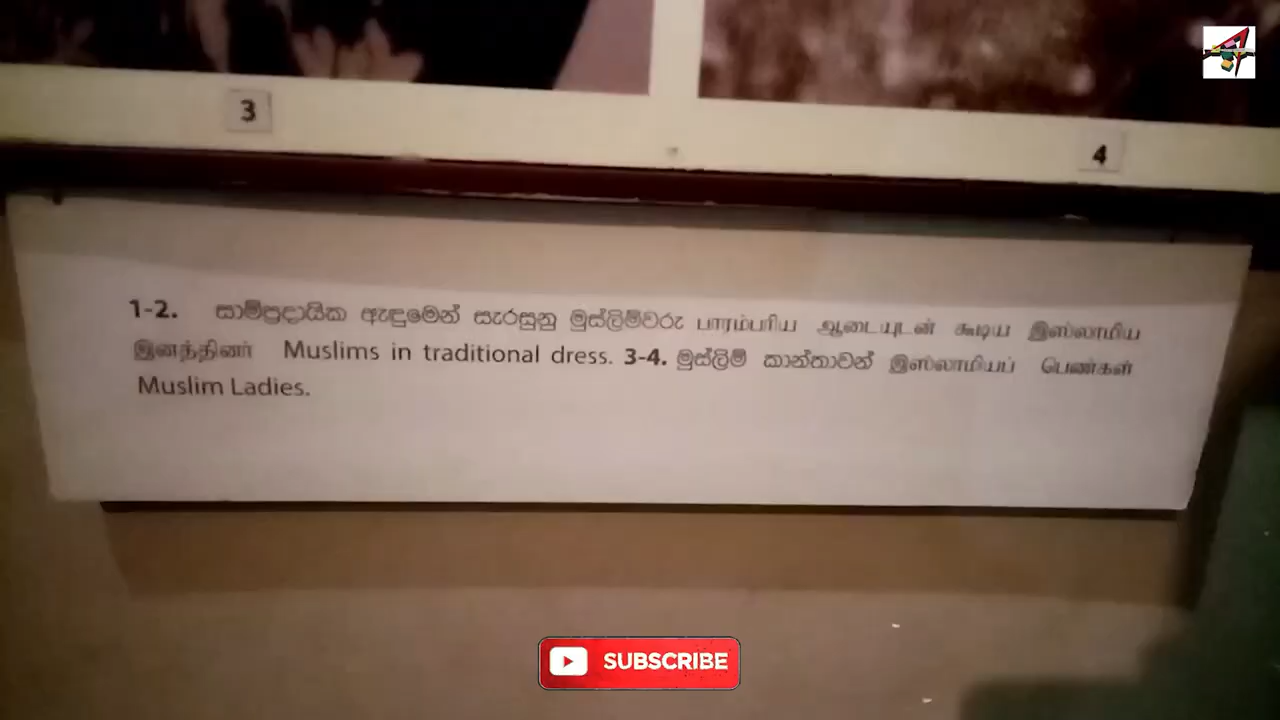 3
4
1-2. සාම්ප්‍රදායික ඇඳුමෙන් සැරසුනු මුස්ලිම්වරු பாரம்பரிய ஆடையுடன் கூடிய இஸ்லாமிய
இனத்தினர் Muslims in traditional dress. 3-4. මුස්ලිම් කාන්තාවන් இஸ்லாமியப் பெண்கள்
Muslim Ladies.
SUBSCRIBE